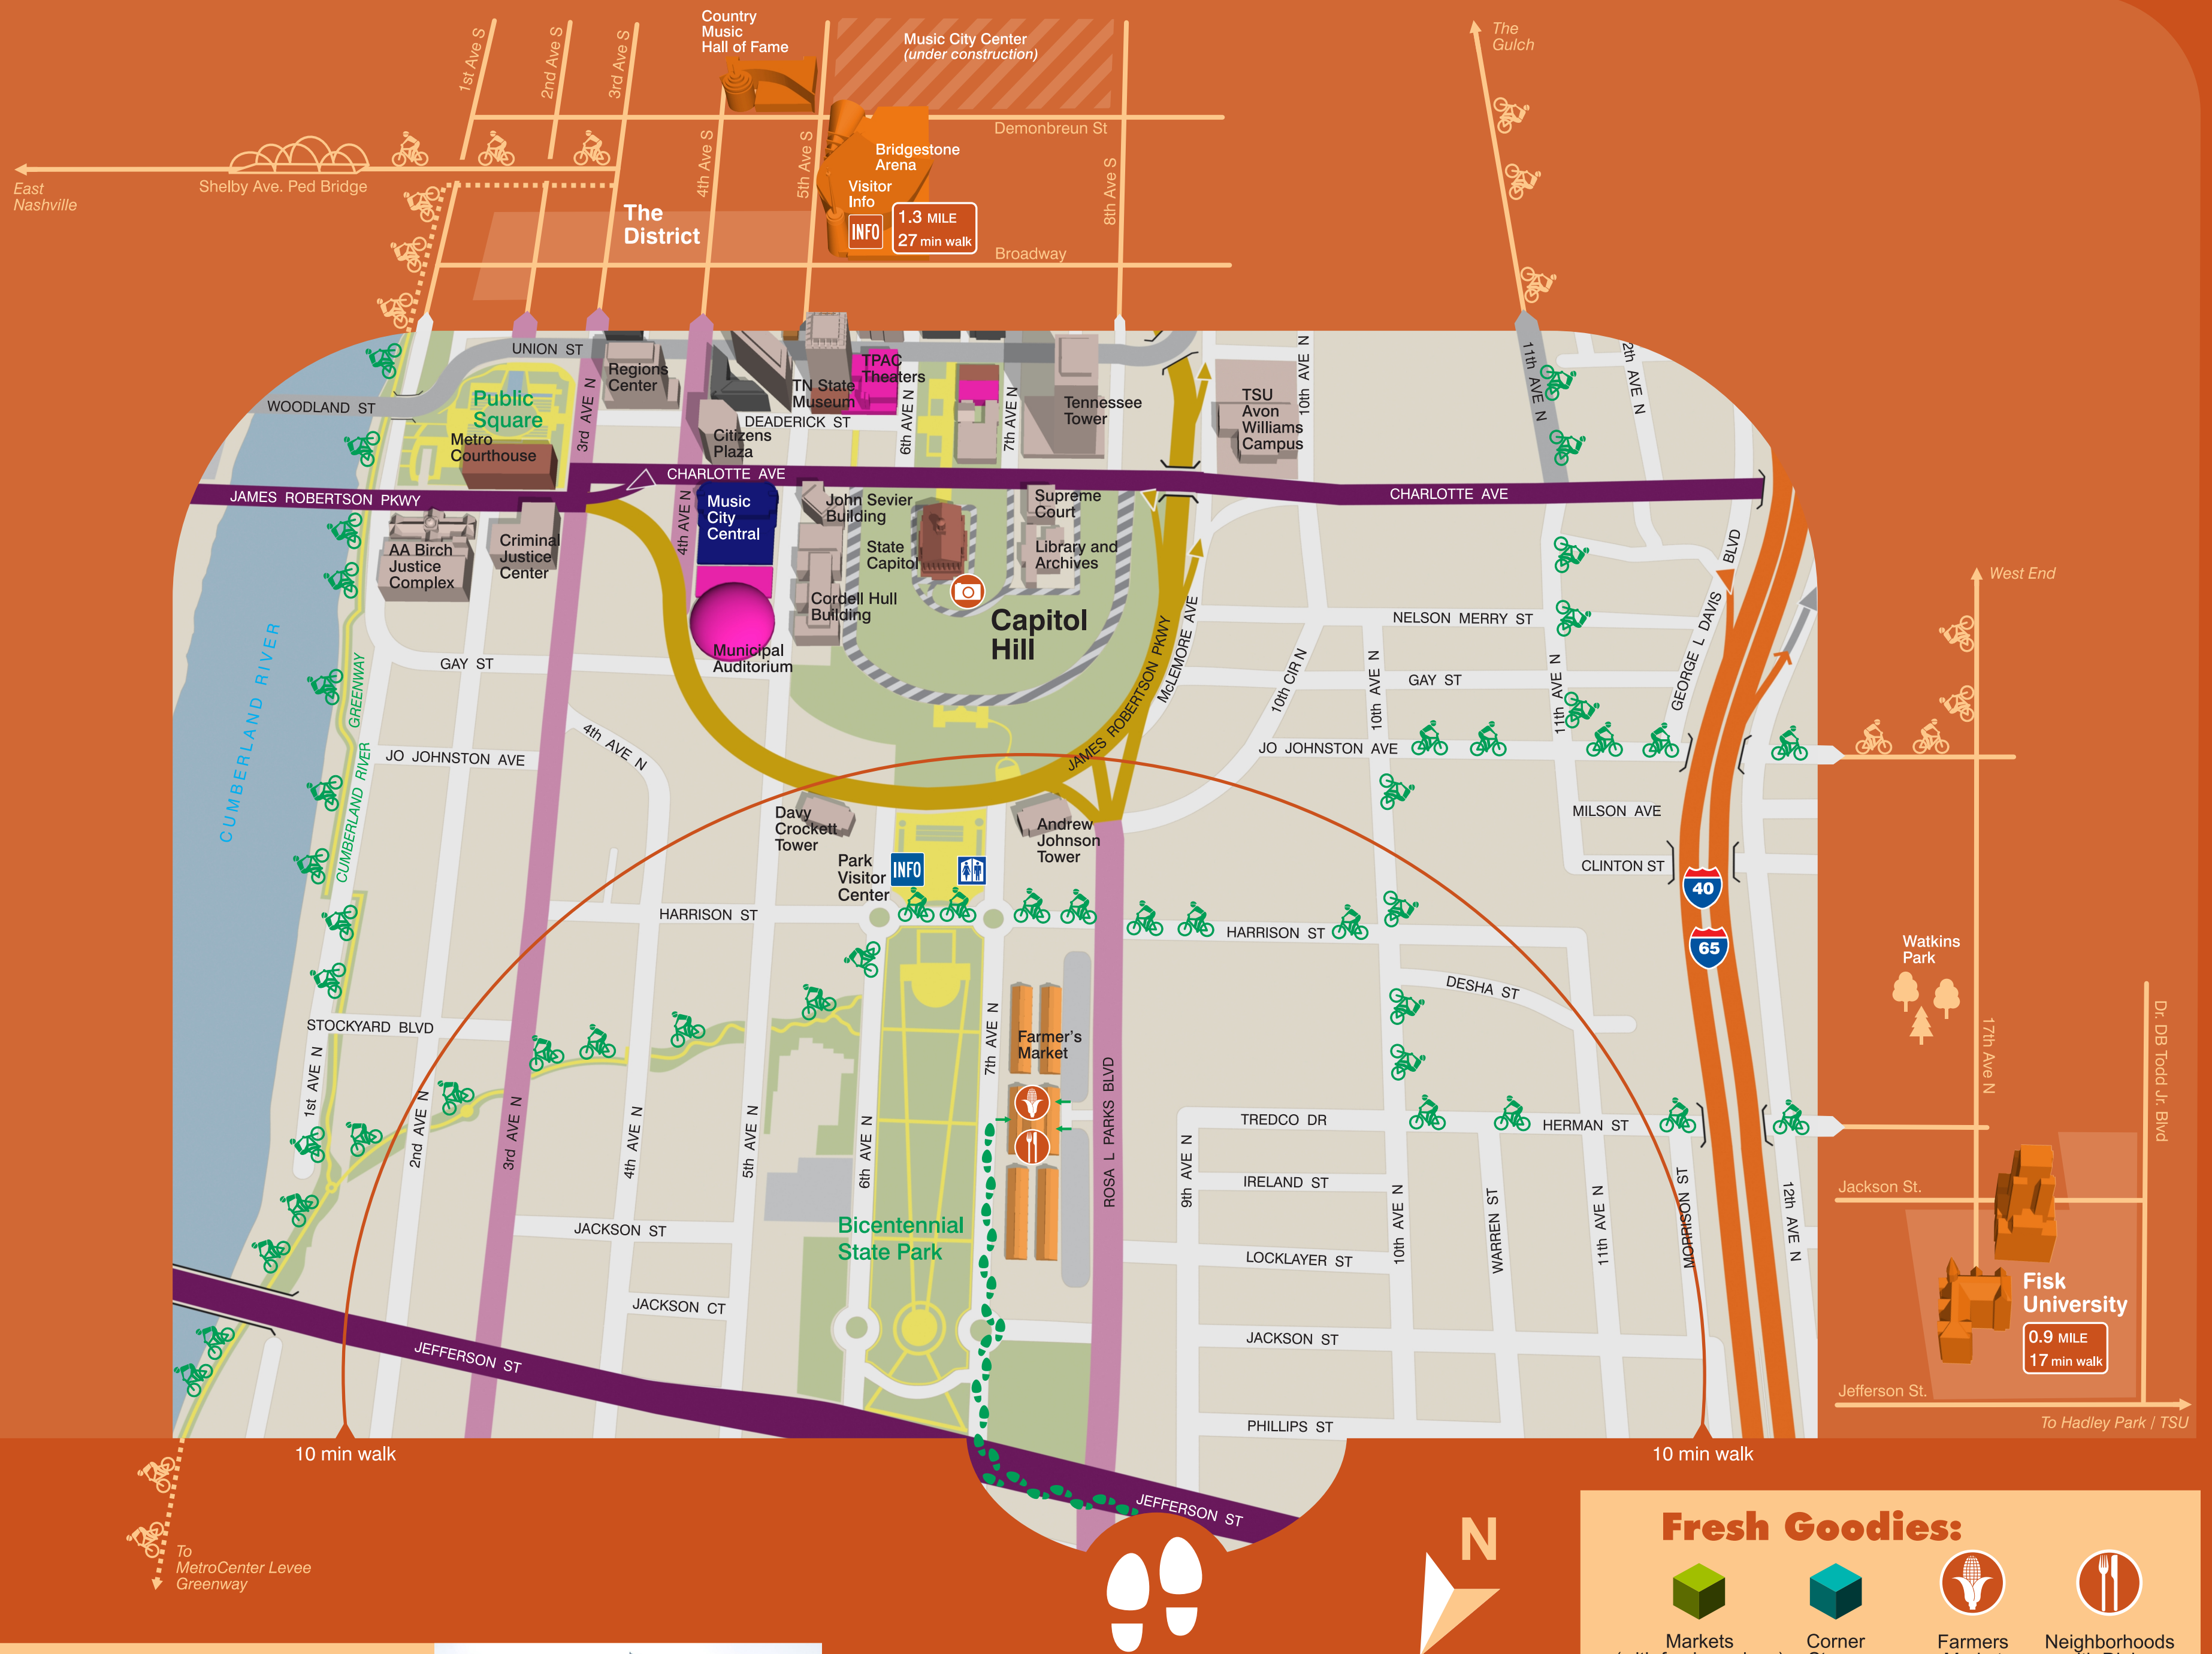 Country
Music
Hall of Fame
Music City Center
(under construction)
The
Gulch
1st Ave S
2nd Ave S
3rd Ave S
4th Ave S
5th Ave S
8th Ave S
Demonbreun St
Bridgestone
Arena
Visitor
Info
INFO
1.3 MILE
27 min walk
East
Nashville
Shelby Ave. Ped Bridge
The
District
Broadway
UNION ST
WOODLAND ST
Public
Square
Metro
Courthouse
Regions
Center
3rd AVE N
TN State
Museum
TPAC
Theaters
DEADERICK ST
Citizens
Plaza
6th AVE N
7th AVE N
Tennessee
Tower
TSU
Avon
Williams
Campus
10th AVE N
11th AVE N
2th AVE N
JAMES ROBERTSON PKWY
CHARLOTTE AVE
CHARLOTTE AVE
AA Birch
Justice
Complex
Criminal
Justice
Center
4th AVE N
Music
City
Central
John Sevier
Building
State
Capitol
Supreme
Court
Library and
Archives
Cordell Hull
Building
Capitol
Hill
Municipal
Auditorium
JAMES ROBERTSON PKWY
McLEMORE AVE
NELSON MERRY ST
GEORGE L DAVIS BLVD
West End
CUMBERLAND RIVER
CUMBERLAND RIVER GREENWAY
GAY ST
GAY ST
10th CIR N
10th AVE N
11th AVE N
JO JOHNSTON AVE
4th AVE N
JO JOHNSTON AVE
MILSON AVE
CLINTON ST
Davy
Crockett
Tower
Andrew
Johnson
Tower
Park
Visitor
Center
INFO
40
65
HARRISON ST
HARRISON ST
DESHA ST
Watkins
Park
17th Ave N
Dr. DB Todd Jr. Blvd
STOCKYARD BLVD
1st AVE N
2nd AVE N
3rd AVE N
4th AVE N
5th AVE N
6th AVE N
7th AVE N
Farmer's
Market
ROSA L PARKS BLVD
9th AVE N
TREDCO DR
HERMAN ST
IRELAND ST
10th AVE N
WARREN ST
11th AVE N
MORRISON ST
12th AVE N
Jackson St.
JACKSON ST
Bicentennial
State Park
LOCKLAYER ST
JACKSON CT
JACKSON ST
Fisk
University
0.9 MILE
17 min walk
JEFFERSON ST
Jefferson St.
To Hadley Park / TSU
PHILLIPS ST
10 min walk
10 min walk
JEFFERSON ST
To
MetroCenter Levee
Greenway
N
Fresh Goodies:
Markets
Corner
Farmers
Neighborhoods